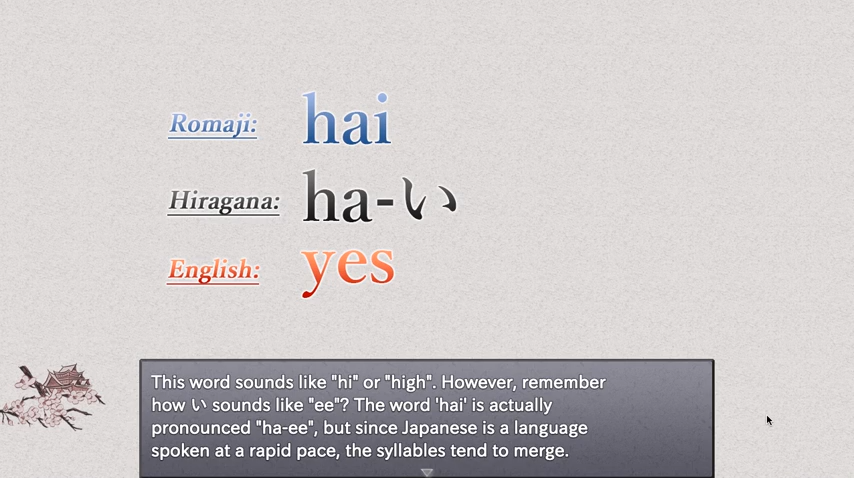 Romaji: hai
Hiragana: ha-い
English: yes
This word sounds like "hi" or "high". However, remember
how い sounds like "ee"? The word 'hai' is actually
pronounced "ha-ee", but since Japanese is a language
spoken at a rapid pace, the syllables tend to merge.